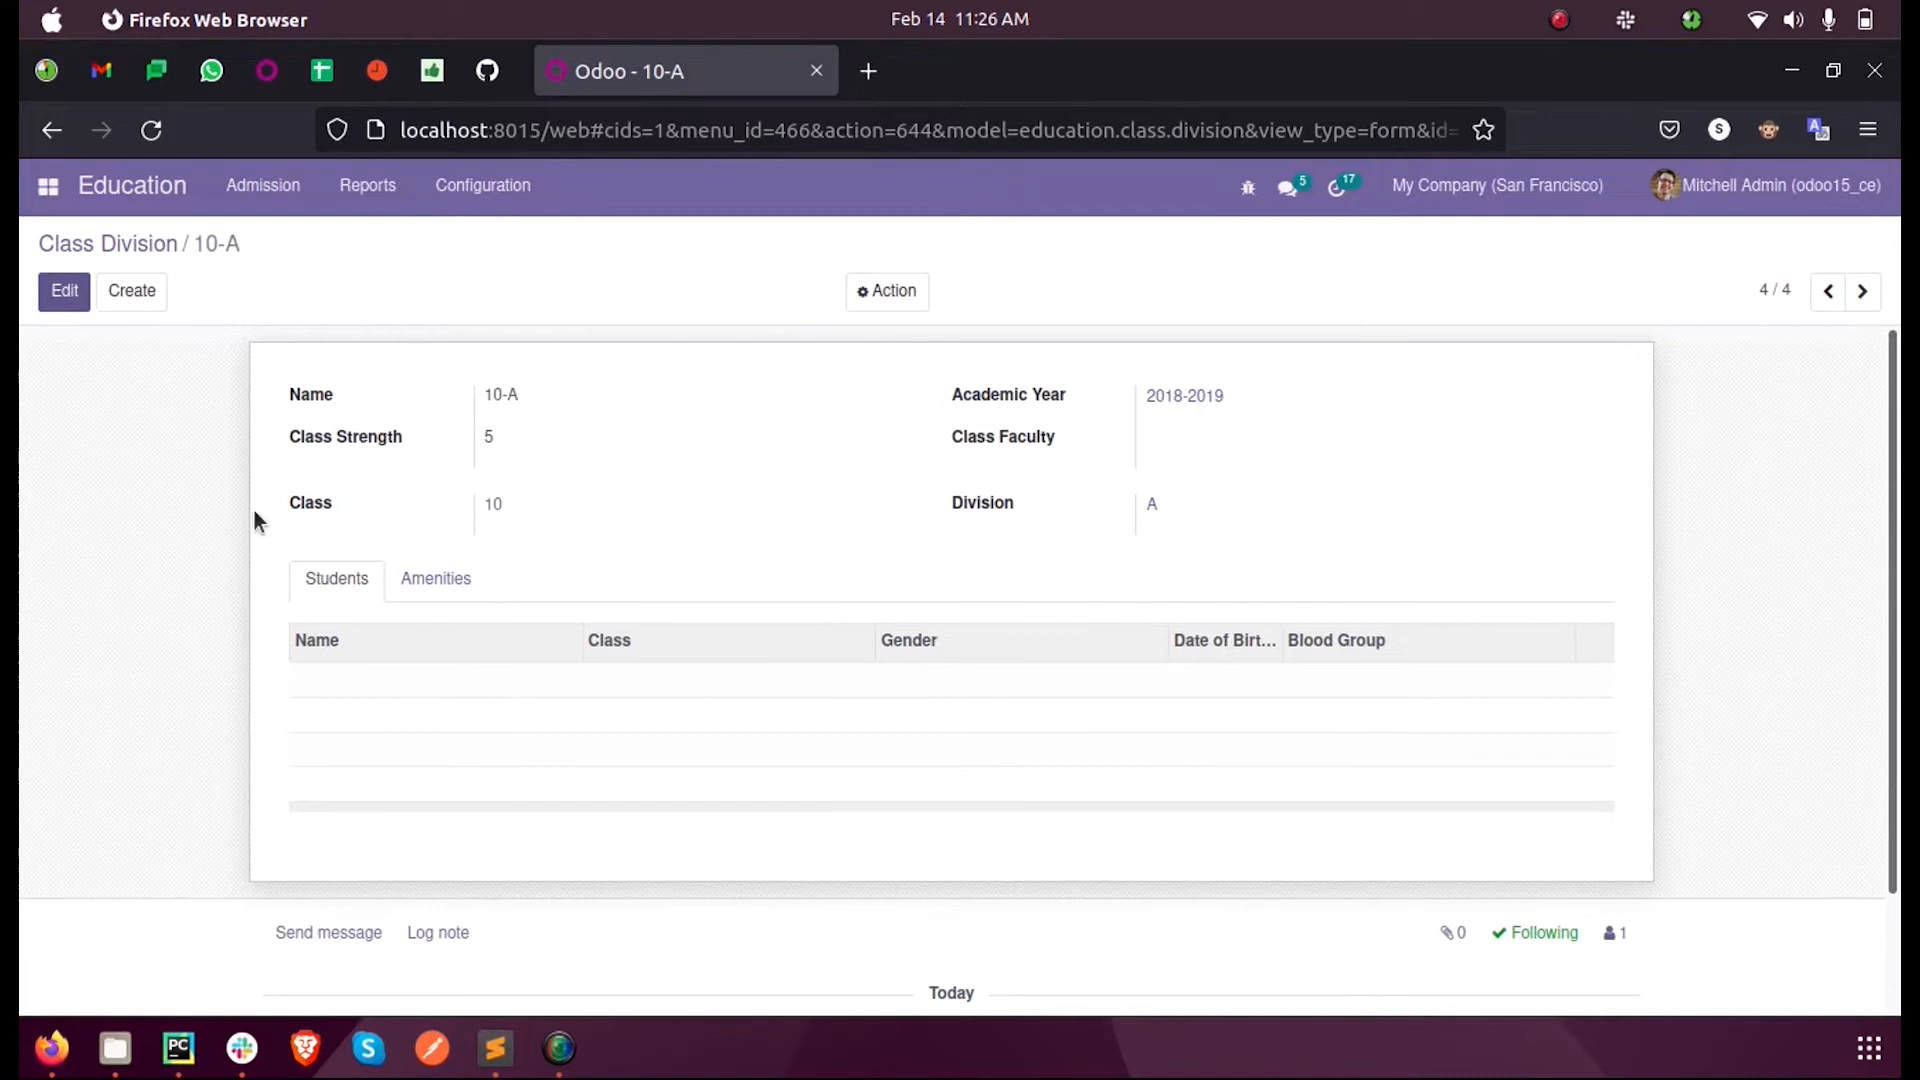 Firefox Web Browser
Feb 14 11:26 AM
Odoo - 10-A
localhost:8015/web#cids=1&menu_id=466&action=644&model=education.class.division&view_type=form&id=
S
Education
Admission
Reports
Configuration
5
17
My Company (San Francisco)
Mitchell Admin (odoo15_ce)
Class Division / 10-A
Edit
Create
Action
4 / 4
Name
10-A
Academic Year
2018-2019
Class Strength
5
Class Faculty
Class
10
Division
A
Students
Amenities
Name
Class
Gender
Date of Birt...
Blood Group
Send message
Log note
0
Following
1
Today
PC
S